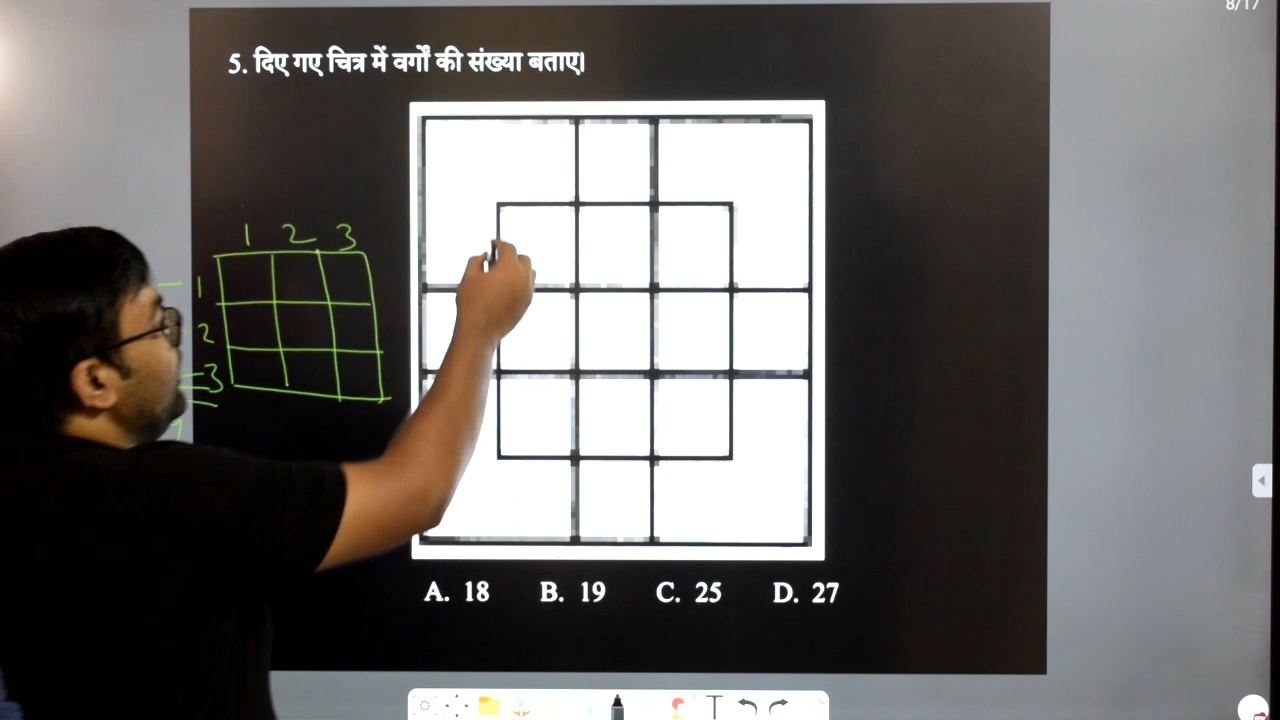 8/17
5. दिए गए चित्र में वर्गों की संख्या बताए।
1 2 3
1
2
3
A. 18 B. 19 C. 25 D. 27
T